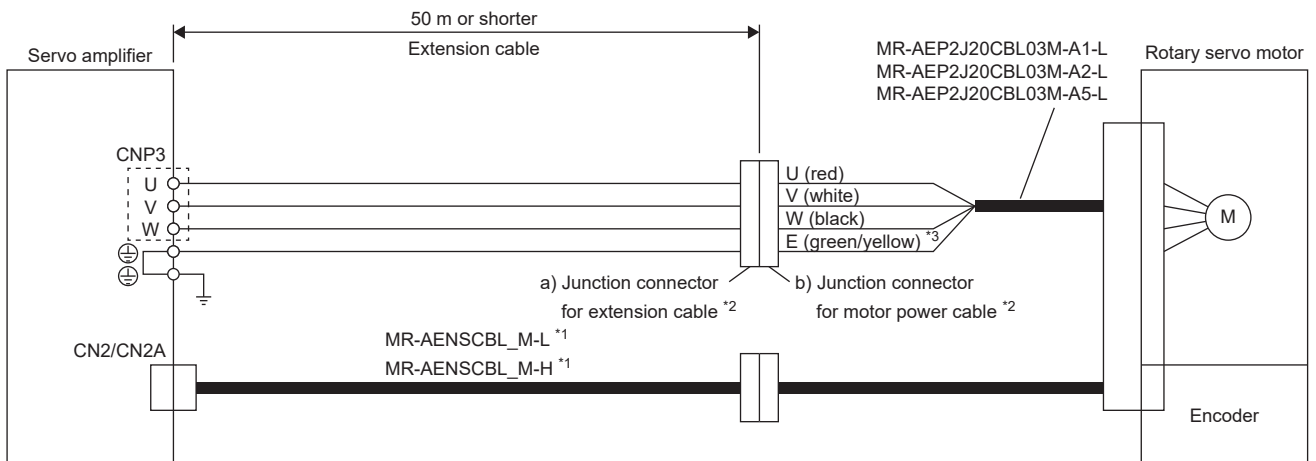 50 m or shorter
Extension cable
Servo amplifier
MR-AEP2J20CBL03M-A1-L
MR-AEP2J20CBL03M-A2-L
MR-AEP2J20CBL03M-A5-L
Rotary servo motor
CNP3
U
V
W
U (red)
V (white)
W (black)
E (green/yellow) *3
M
a) Junction connector
for extension cable *2
b) Junction connector
for motor power cable *2
CN2/CN2A
MR-AENSCBL_M-L *1
MR-AENSCBL_M-H *1
Encoder